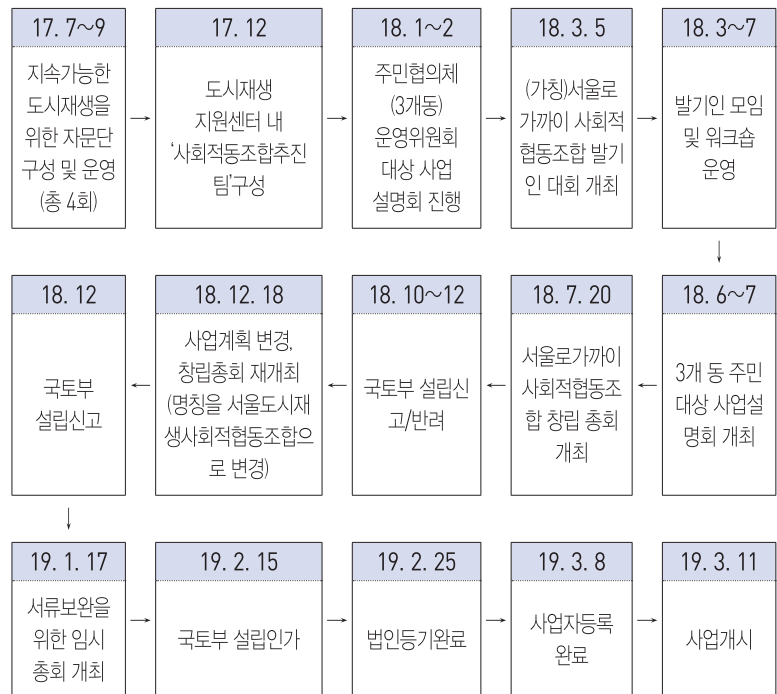 17. 7~9
지속가능한
도시재생을
위한 자문단
구성 및 운영
(총 4회)
17. 12
도시재생
지원센터 내
‘사회적동조합추진
팀’구성
18. 1~2
주민협의체
(3개동)
운영위원회
대상 사업
설명회 진행
18. 3. 5
(가칭)서울로
가까이 사회적
협동조합 발기
인 대회 개최
18. 3~7
발기인 모임
및 워크숍
운영
18. 6~7
3개 동 주민
대상 사업설
명회 개최
18. 7. 20
서울로가까이
사회적협동조
합 창립 총회
개최
18. 10~12
국토부 설립신
고/반려
18. 12. 18
사업계획 변경,
창립총회 재개최
(명칭을 서울도시재
생사회적협동조합으
로 변경)
18. 12
국토부
설립신고
19. 1. 17
서류보완을
위한 임시
총회 개최
19. 2. 15
국토부 설립인가
19. 2. 25
법인등기완료
19. 3. 8
사업자등록
완료
19. 3. 11
사업개시